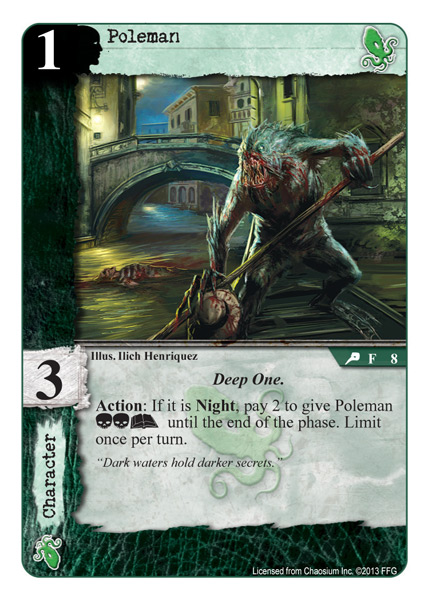 1
Poleman
3
Illus. Ilich Henriquez
F 8
Deep One.
Action: If it is Night, pay 2 to give Poleman
until the end of the phase. Limit
once per turn.
“Dark waters hold darker secrets.”
Character
Licensed from Chaosium Inc. ©2013 FFG